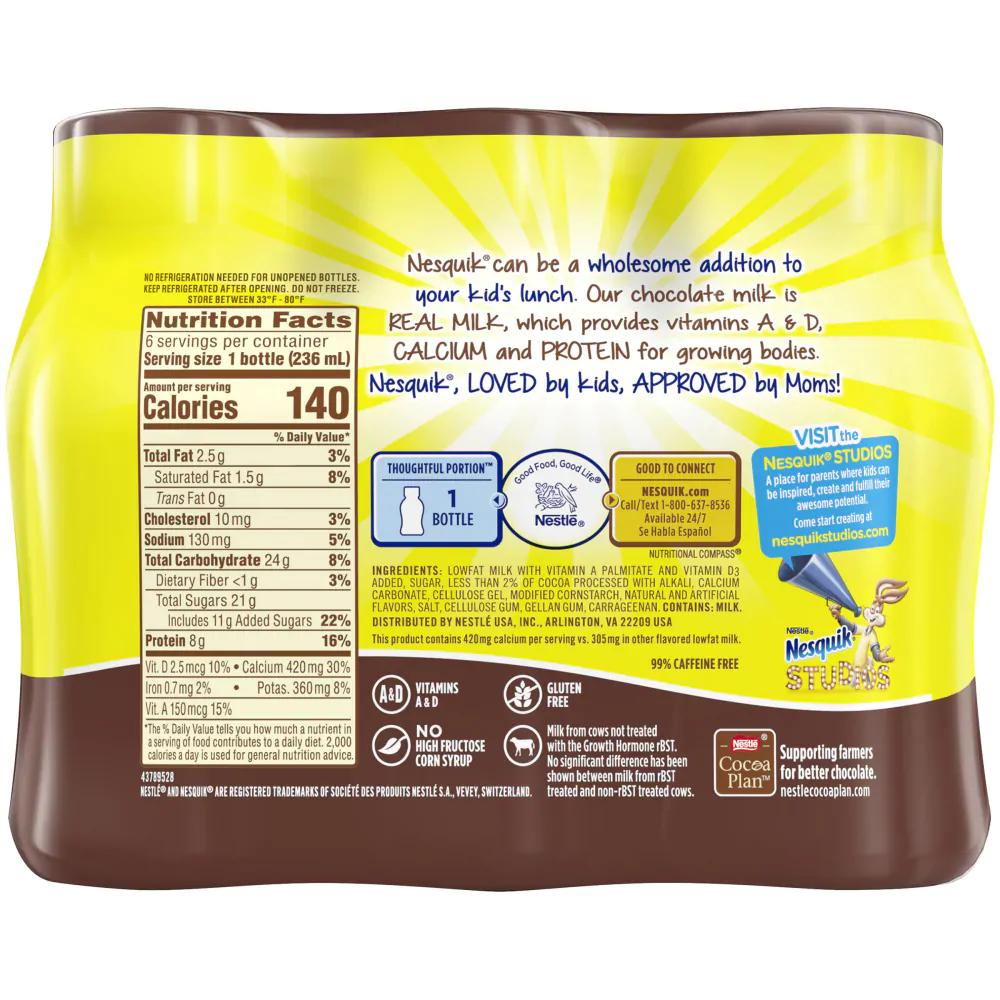 NO REFRIGERATION NEEDED FOR UNOPENED BOTTLES.
KEEP REFRIGERATED AFTER OPENING. DO NOT FREEZE.
STORE BETWEEN 33°F - 80°F
Nutrition Facts
6 servings per container
Serving size 1 bottle (236 mL)
Amount per serving
Calories 140
% Daily Value*
Total Fat 2.5g 3%
Saturated Fat 1.5g 8%
Trans Fat 0g
Cholesterol 10mg 3%
Sodium 130mg 5%
Total Carbohydrate 24g 8%
Dietary Fiber <1g 3%
Total Sugars 21g
Includes 11g Added Sugars 22%
Protein 8g 16%
Vit. D 2.5mcg 10% • Calcium 420mg 30%
Iron 0.7mg 2% • Potas. 360mg 8%
Vit. A 150mcg 15%
*The % Daily Value tells you how much a nutrient in
a serving of food contributes to a daily diet. 2,000
calories a day is used for general nutrition advice.
43789528
NESTLÉ® AND NESQUIK® ARE REGISTERED TRADEMARKS OF SOCIÉTÉ DES PRODUITS NESTLÉ S.A., VEVEY, SWITZERLAND.
Nesquik® can be a wholesome addition to
your kid's lunch. Our chocolate milk is
REAL MILK, which provides vitamins A & D,
CALCIUM and PROTEIN for growing bodies.
Nesquik®, LOVED by kids, APPROVED by Moms!
THOUGHTFUL PORTION™
1
BOTTLE
Good Food, Good Life®
Nestlé®
GOOD TO CONNECT
NESQUIK.com
Call/Text 1-800-637-8536
Available 24/7
Se Habla Español
NUTRITIONAL COMPASS®
INGREDIENTS: LOWFAT MILK WITH VITAMIN A PALMITATE AND VITAMIN D3
ADDED, SUGAR, LESS THAN 2% OF COCOA PROCESSED WITH ALKALI, CALCIUM
CARBONATE, CELLULOSE GEL, MODIFIED CORNSTARCH, NATURAL AND ARTIFICIAL
FLAVORS, SALT, CELLULOSE GUM, GELLAN GUM, CARRAGEENAN. CONTAINS: MILK.
DISTRIBUTED BY NESTLÉ USA, INC., ARLINGTON, VA 22209 USA
This product contains 420mg calcium per serving vs. 305mg in other flavored lowfat milk.
99% CAFFEINE FREE
A&D
VITAMINS
A & D
GLUTEN
FREE
NO
HIGH FRUCTOSE
CORN SYRUP
Milk from cows not treated
with the Growth Hormone rBST.
No significant difference has been
shown between milk from rBST
treated and non-rBST treated cows.
VISIT the
NESQUIK® STUDIOS
A place for parents where kids can
be inspired, create and fulfill their
awesome potential.
Come start creating at
nesquikstudios.com
Nestlé®
Nesquik®
STUDIOS
Nestlé®
Cocoa
Plan™
Supporting farmers
for better chocolate.
nestlecocoaplan.com